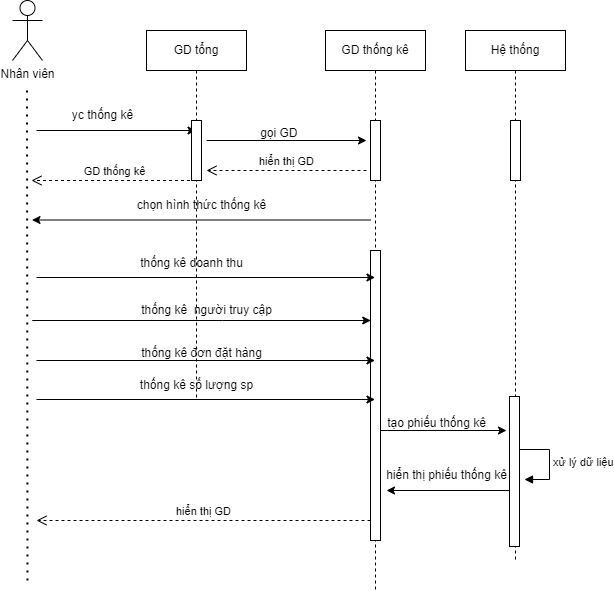 GD tổng
GD thống kê
Hệ thống
Nhân viên
yc thống kê
gọi GD
hiển thị GD
GD thống kê
chọn hình thức thống kê
thống kê doanh thu
thống kê người truy cập
thống kê đơn đặt hàng
thống kê số lượng sp
tạo phiếu thống kê
xử lý dữ liệu
hiển thị phiếu thống kê
hiển thị GD